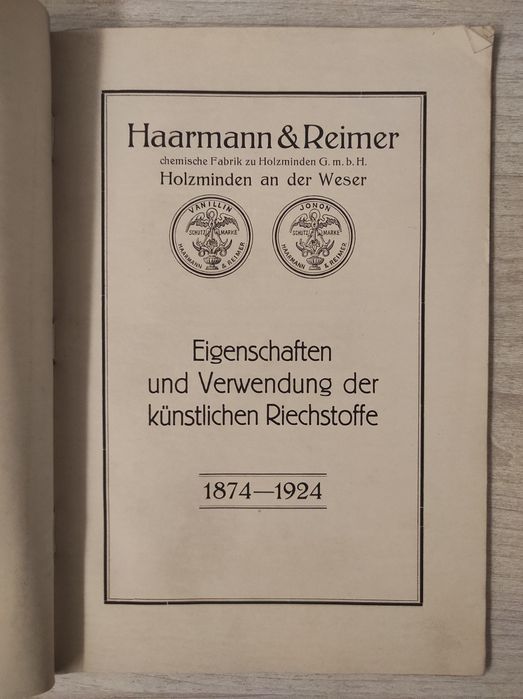 Haarmann & Reimer
chemische Fabrik zu Holzminden G. m. b. H.
Holzminden an der Weser
VANILLIN
SCHUTZ MARKE
HAARMANN & REIMER
JONON
SCHUTZ MARKE
HAARMANN & REIMER
Eigenschaften
und Verwendung der
künstlichen Riechstoffe
1874—1924